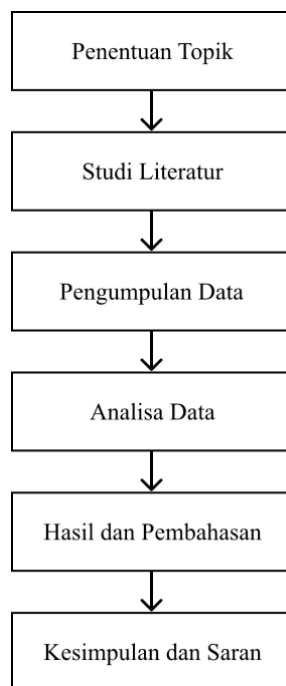 Penentuan Topik
Studi Literatur
Pengumpulan Data
Analisa Data
Hasil dan Pembahasan
Kesimpulan dan Saran